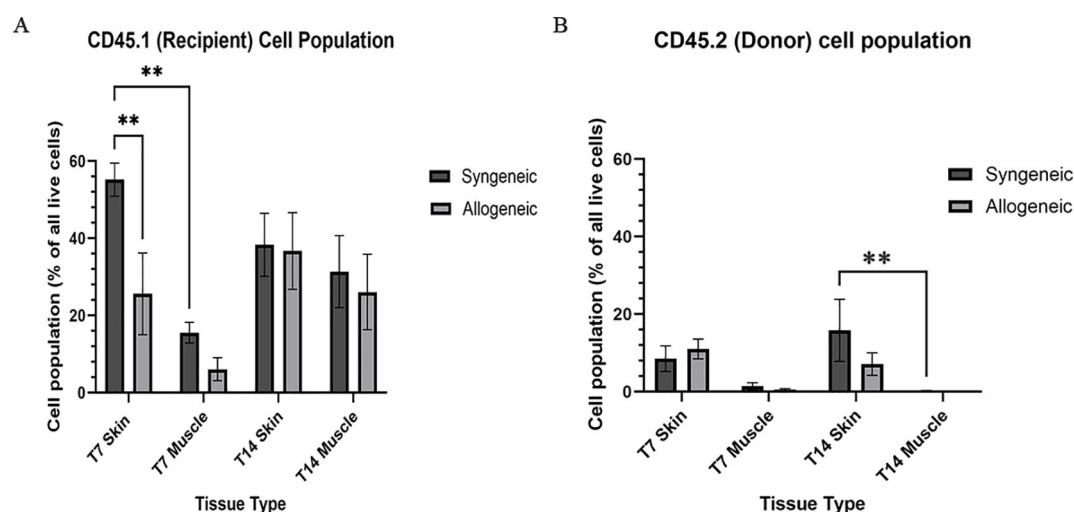 A
CD45.1 (Recipient) Cell Population
**
**
Cell population (% of all live cells)
60
40
20
0
T7 Skin
T7 Muscle
T14 Skin
T14 Muscle
Tissue Type
Syngeneic
Allogeneic
B
CD45.2 (Donor) cell population
Cell population (% of all live cells)
60
40
20
0
**
T7 Skin
T7 Muscle
T14 Skin
T14 Muscle
Tissue Type
Syngeneic
Allogeneic